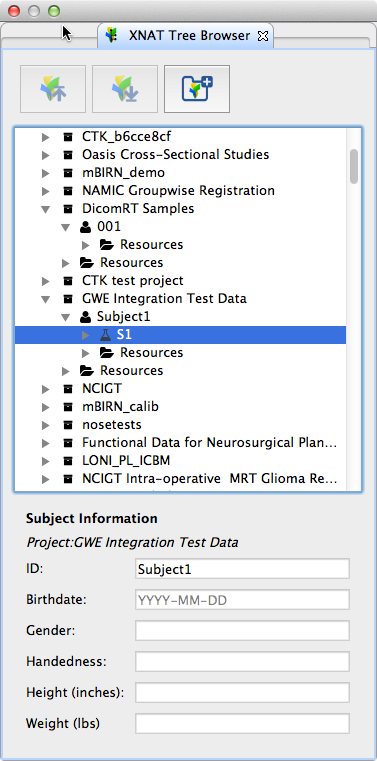 XNAT Tree Browser
CTK_b6cce8cf
Oasis Cross-Sectional Studies
mBIRN_demo
NAMIC Groupwise Registration
DicomRT Samples
001
Resources
Resources
CTK test project
GWE Integration Test Data
Subject1
S1
Resources
Resources
NCIGT
mBIRN_calib
nosetests
Functional Data for Neurosurgical Plan...
LONI_PL_ICBM
NCIGT Intra-operative MRT Glioma Re...
Subject Information
Project:GWE Integration Test Data
ID: Subject1
Birthdate: YYYY-MM-DD
Gender:
Handedness:
Height (inches):
Weight (lbs)